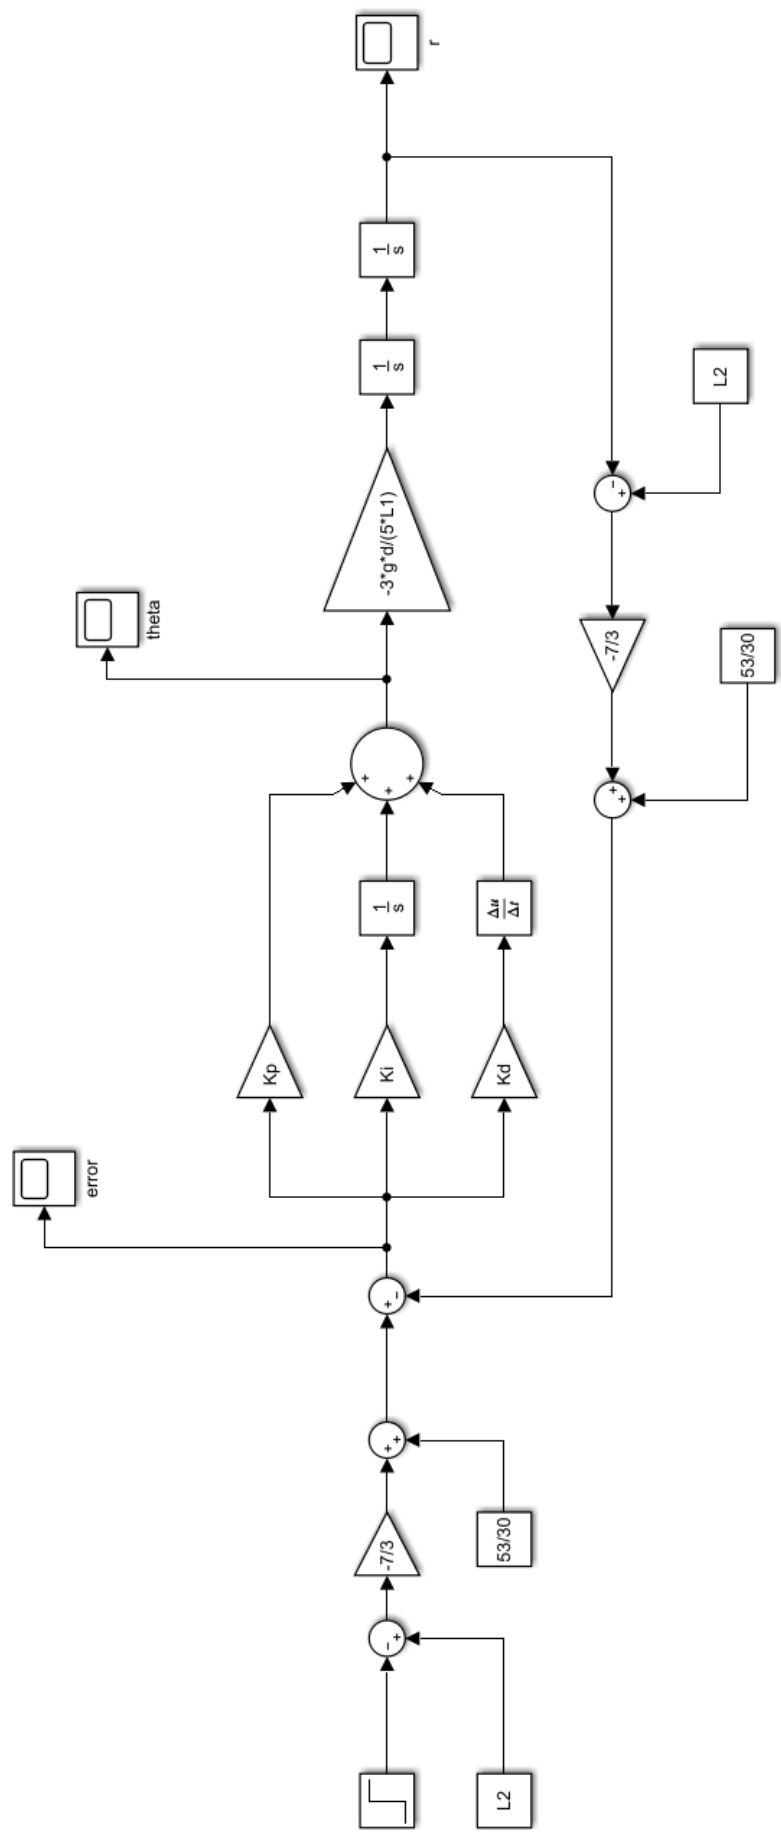 error
theta
Kp
−
+
-7/3
+
+
+
−
Ki
1
s
+
+
+
-3*g*d/(5*L1)
1
s
1
s
r
L2
53/30
Kd
Δu
Δt
+
+
-7/3
−
+
53/30
L2